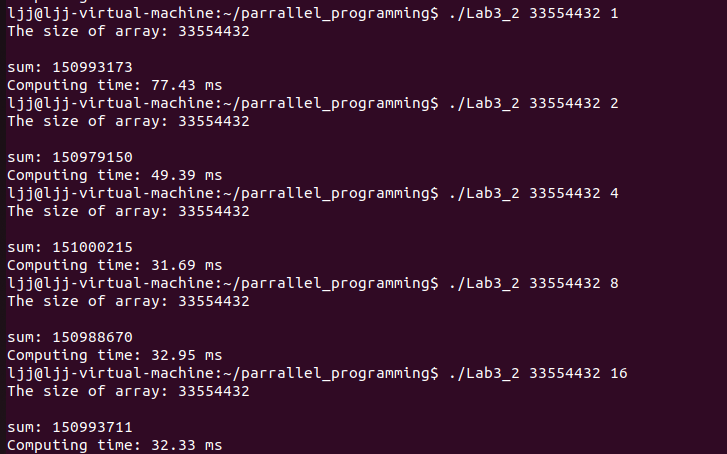 ljj@ljj-virtual-machine:~/parrallel_programming$ ./Lab3_2 33554432 1
The size of array: 33554432
sum: 150993173
Computing time: 77.43 ms
ljj@ljj-virtual-machine:~/parrallel_programming$ ./Lab3_2 33554432 2
The size of array: 33554432
sum: 150979150
Computing time: 49.39 ms
ljj@ljj-virtual-machine:~/parrallel_programming$ ./Lab3_2 33554432 4
The size of array: 33554432
sum: 151000215
Computing time: 31.69 ms
ljj@ljj-virtual-machine:~/parrallel_programming$ ./Lab3_2 33554432 8
The size of array: 33554432
sum: 150988670
Computing time: 32.95 ms
ljj@ljj-virtual-machine:~/parrallel_programming$ ./Lab3_2 33554432 16
The size of array: 33554432
sum: 150993711
Computing time: 32.33 ms